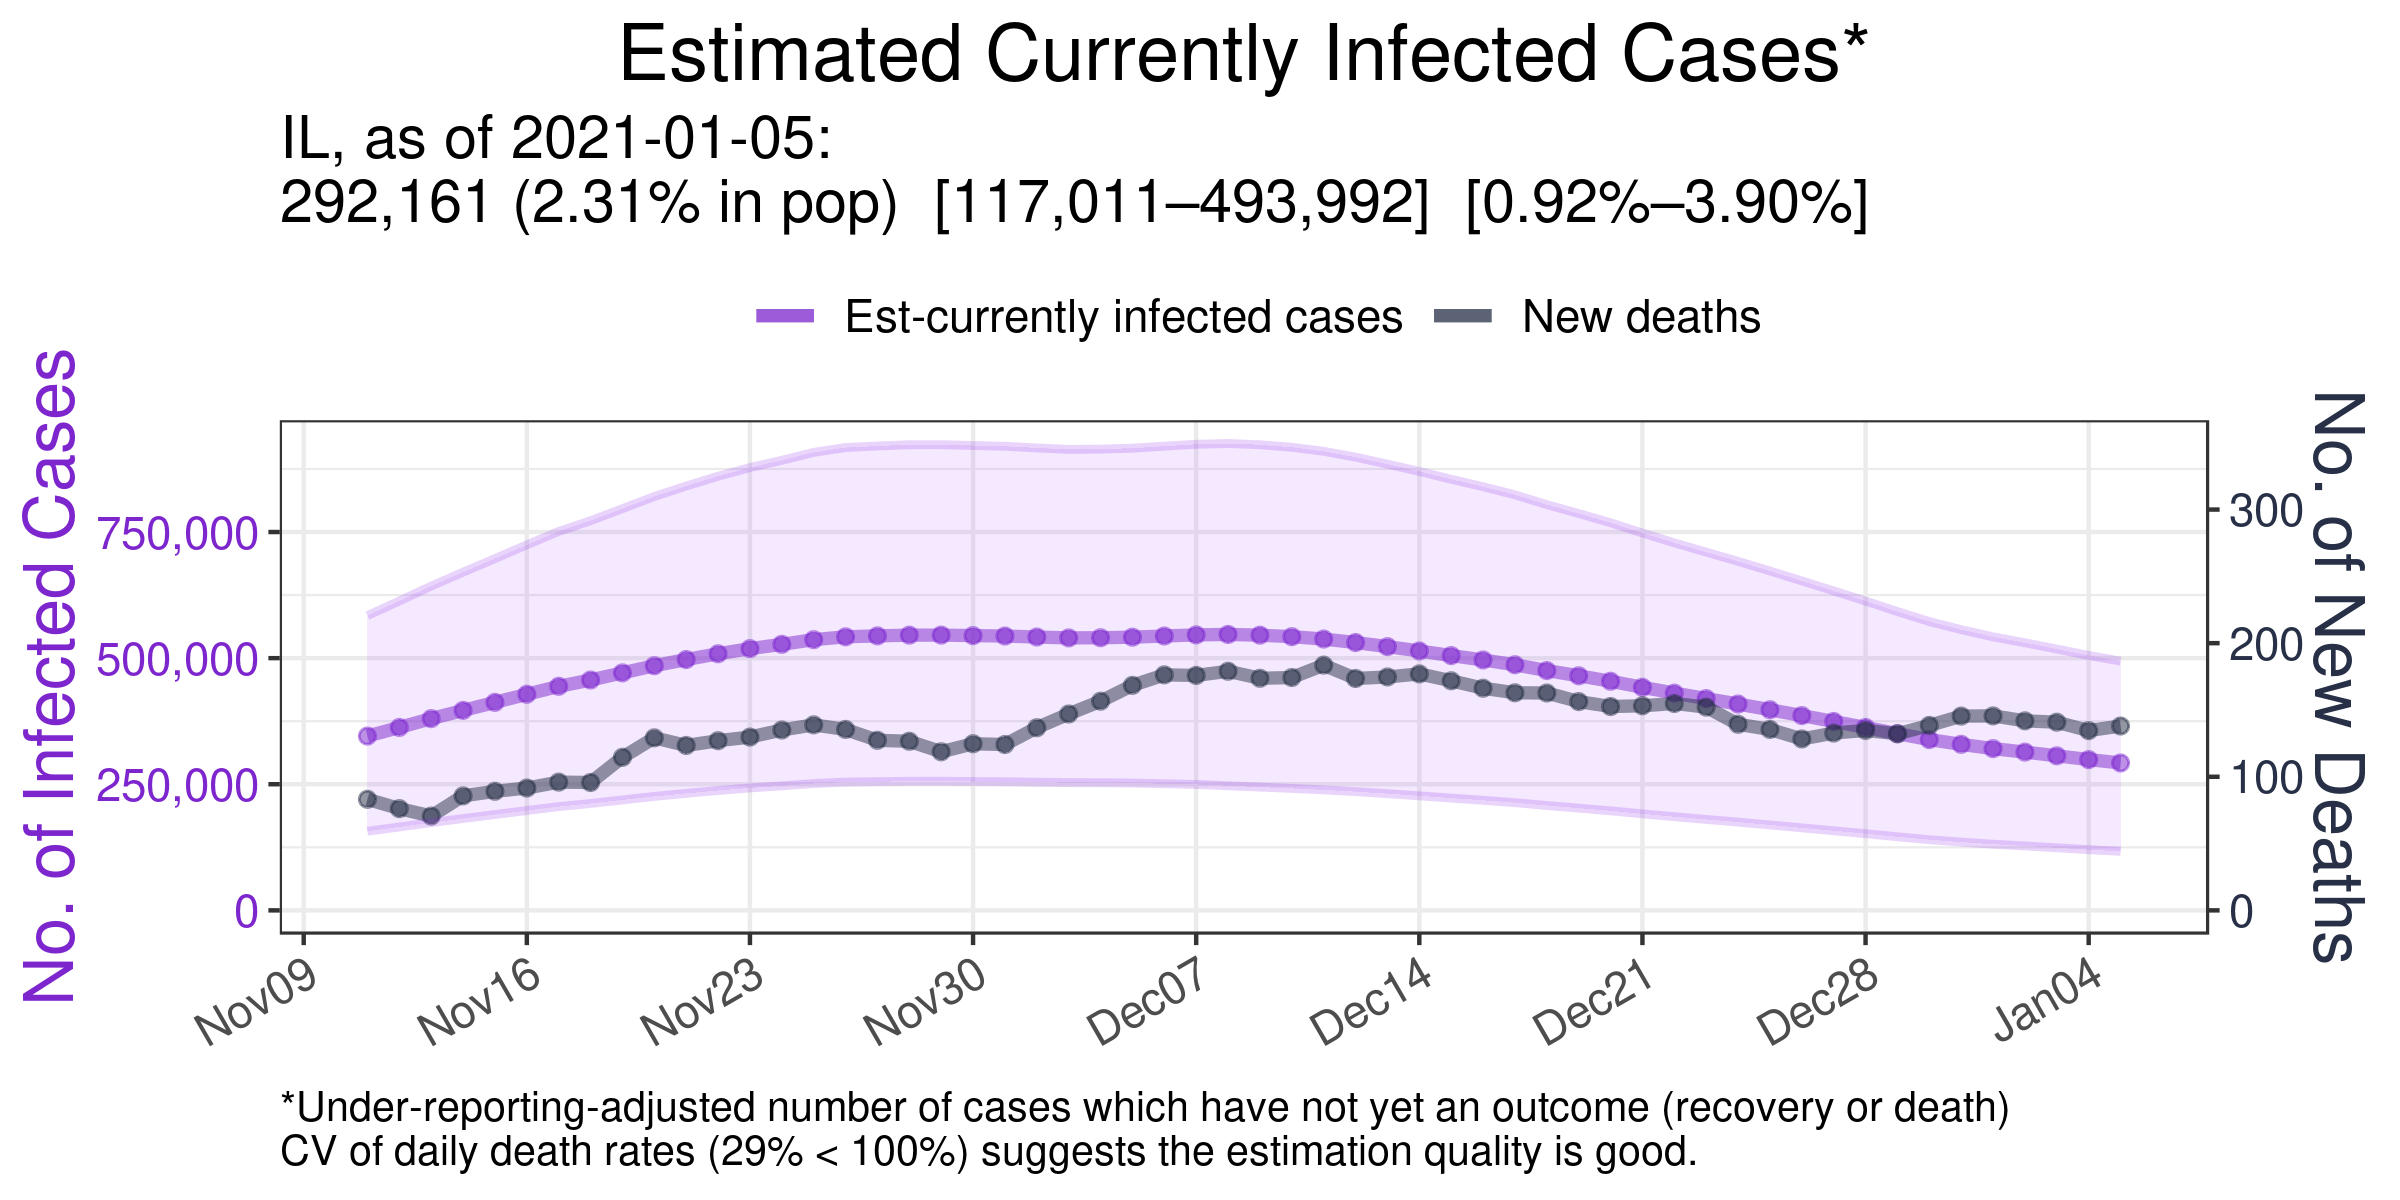 Estimated Currently Infected Cases*
IL, as of 2021-01-05:
292,161 (2.31% in pop)  [117,011–493,992]  [0.92%–3.90%]
Est-currently infected cases
New deaths
No. of Infected Cases
750,000
500,000
250,000
0
300
200
100
0
No. of New Deaths
Nov09
Nov16
Nov23
Nov30
Dec07
Dec14
Dec21
Dec28
Jan04
*Under-reporting-adjusted number of cases which have not yet an outcome (recovery or death)
CV of daily death rates (29% < 100%) suggests the estimation quality is good.